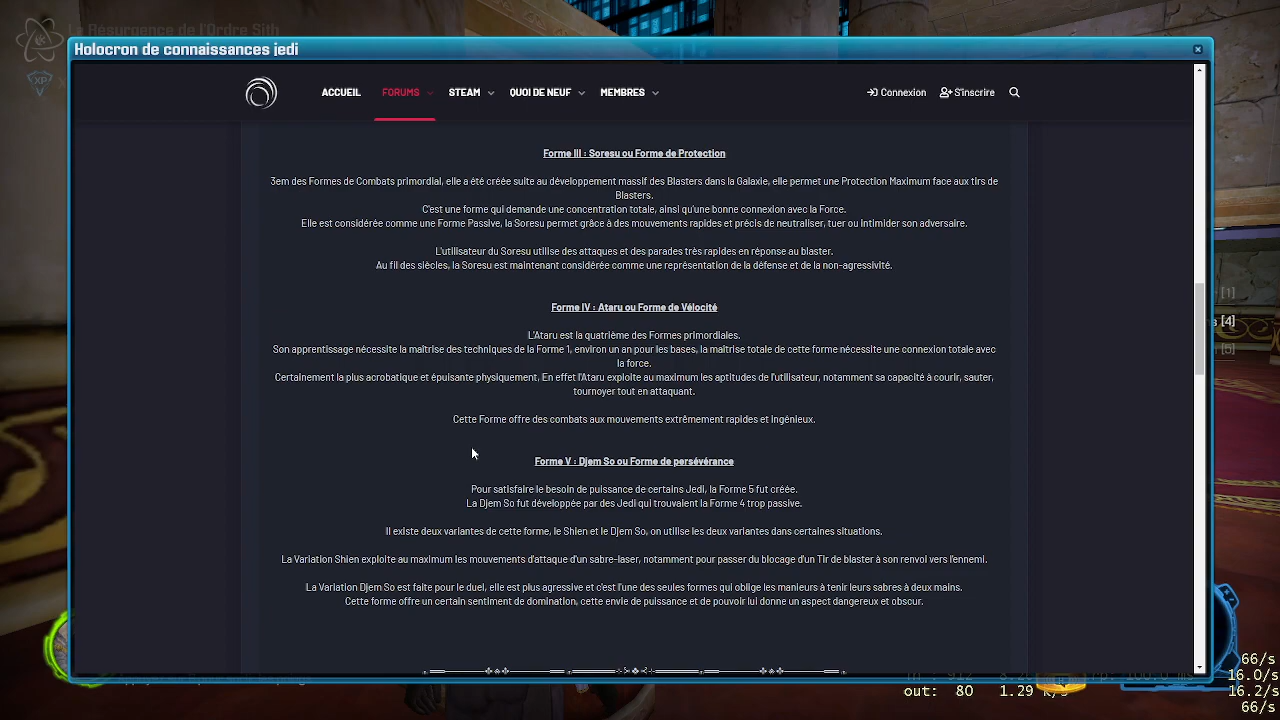 La Résurgence de l'Ordre Sith
Holocron de connaissances jedi
XP
ACCUEIL FORUMS STEAM QUOI DE NEUF MEMBRES Connexion S'inscrire
Forme III : Soresu ou Forme de Protection
3em des Formes de Combats primordial, elle a été créée suite au développement massif des Blasters dans la Galaxie, elle permet une Protection Maximum face aux tirs de
Blasters.
C'est une forme qui demande une concentration totale, ainsi qu'une bonne connexion avec la Force.
Elle est considérée comme une Forme Passive, la Soresu permet grâce à des mouvements rapides et précis de neutraliser, tuer ou intimider son adversaire.
L'utilisateur du Soresu utilise des attaques et des parades très rapides en réponse au blaster.
Au fil des siècles, la Soresu est maintenant considérée comme une représentation de la défense et de la non-agressivité.
[1]
s [4]
[5]
Forme IV : Ataru ou Forme de Vélocité
L'Ataru est la quatrième des Formes primordiales.
Son apprentissage nécessite la maîtrise des techniques de la Forme 1, environ un an pour les bases, la maîtrise totale de cette forme nécessite une connexion totale avec
la force.
Certainement la plus acrobatique et épuisante physiquement, En effet l'Ataru exploite au maximum les aptitudes de l'utilisateur, notamment sa capacité à courir, sauter,
tournoyer tout en attaquant.
Cette Forme offre des combats aux mouvements extrêmement rapides et ingénieux.
Forme V : Djem So ou Forme de persévérance
Pour satisfaire le besoin de puissance de certains Jedi, la Forme 5 fut créée.
La Djem So fut développée par des Jedi qui trouvaient la Forme 4 trop passive.
Il existe deux variantes de cette forme, le Shien et le Djem So, on utilise les deux variantes dans certaines situations.
La Variation Shien exploite au maximum les mouvements d'attaque d'un sabre-laser, notamment pour passer du blocage d'un Tir de blaster à son renvoi vers l'ennemi.
La Variation Djem So est faite pour le duel, elle est plus agressive et c'est l'une des seules formes qui oblige les manieurs à tenir leurs sabres à deux mains.
Cette forme offre un certain sentiment de domination, cette envie de puissance et de pouvoir lui donne un aspect dangereux et obscur.
66/s
16.0/s
out: 80 1.29 16.2/s
66/s